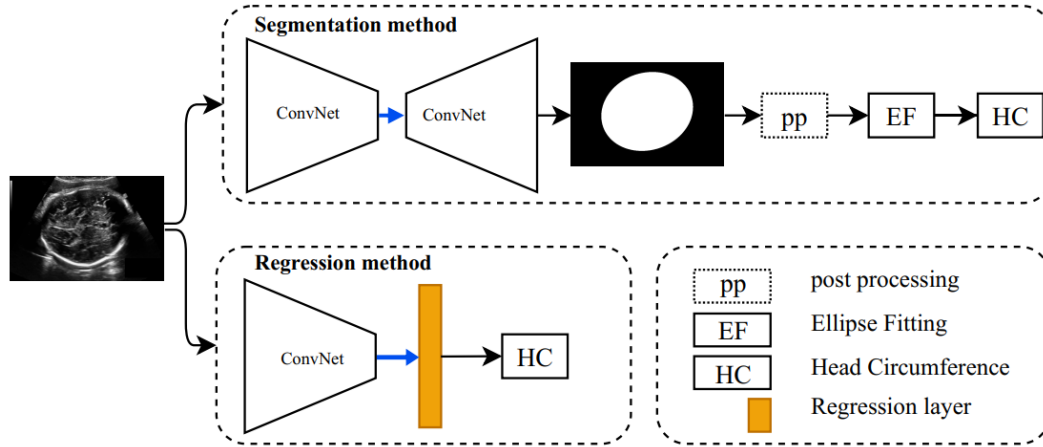 Segmentation method
ConvNet
ConvNet
pp
EF
HC
Regression method
ConvNet
HC
pp post processing
EF Ellipse Fitting
HC Head Circumference
Regression layer